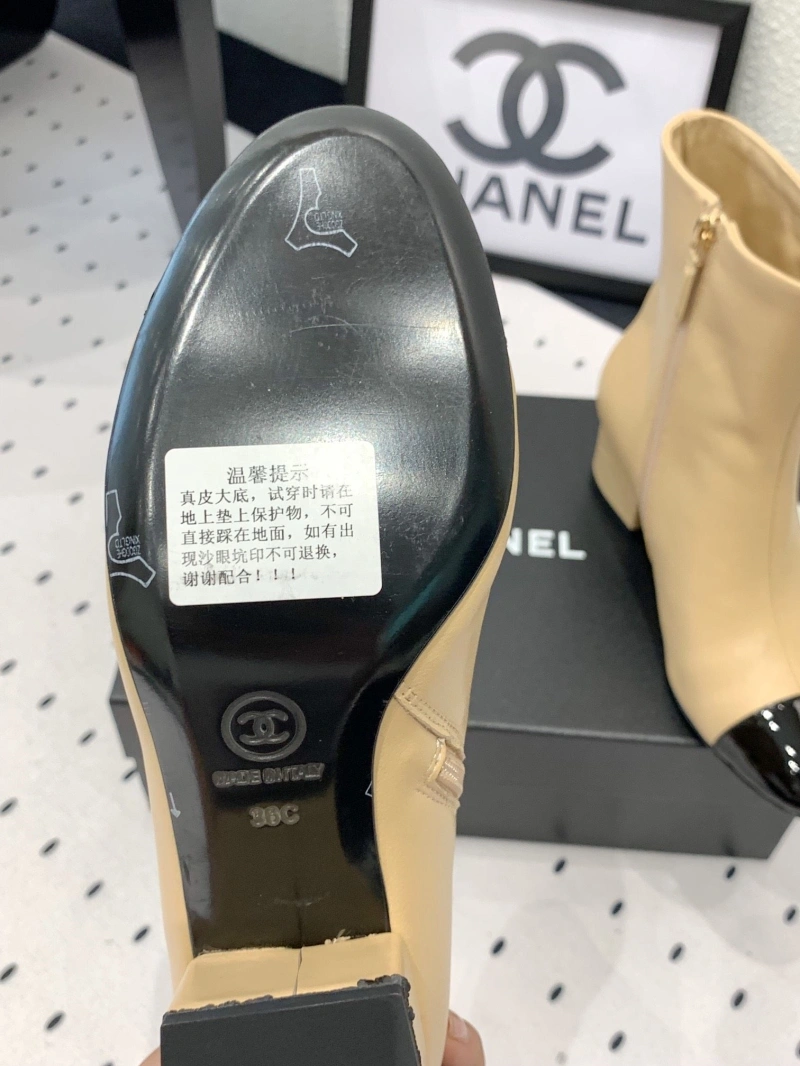 CHANEL
温馨提示
真皮大底，试穿时请在
地上垫上保护物，不可
直接踩在地面，如有出
现沙眼坑印不可退换，
谢谢配合！！！
NEL
MADE IN ITALY
36C